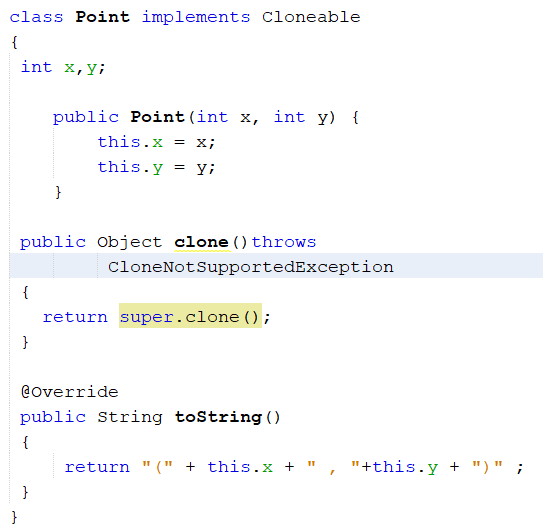 class Point implements Cloneable
{
int x,y;
public Point(int x, int y) {
this.x = x;
this.y = y;
}
public Object clone()throws
CloneNotSupportedException
{
return super.clone();
}
@Override
public String toString()
{
return "(" + this.x + " , "+this.y + ")" ;
}
}